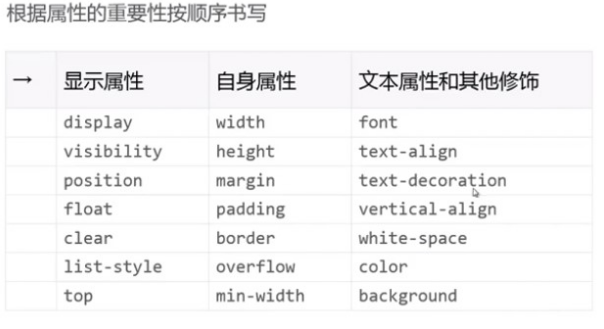 根据属性的重要性按顺序书写
→ 显示属性 自身属性 文本属性和其他修饰
display width font
visibility height text-align
position margin text-decoration
float padding vertical-align
clear border white-space
list-style overflow color
top min-width background